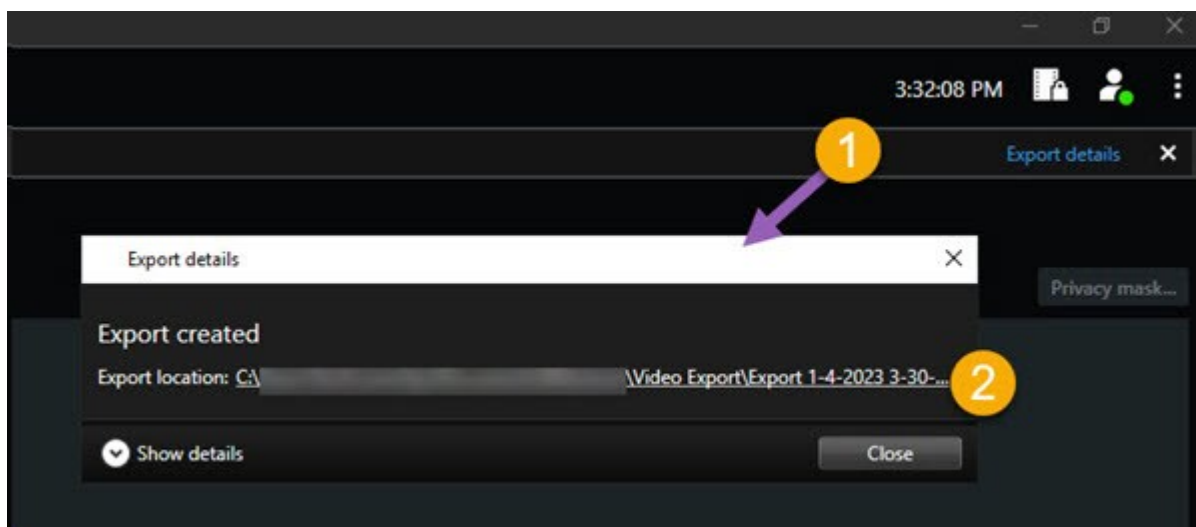 3:32:08 PM
1
Export details
Export details
Privacy mask...
Export created
Export location: C:\ \Video Export\Export 1-4-2023 3-30-...
2
Show details
Close